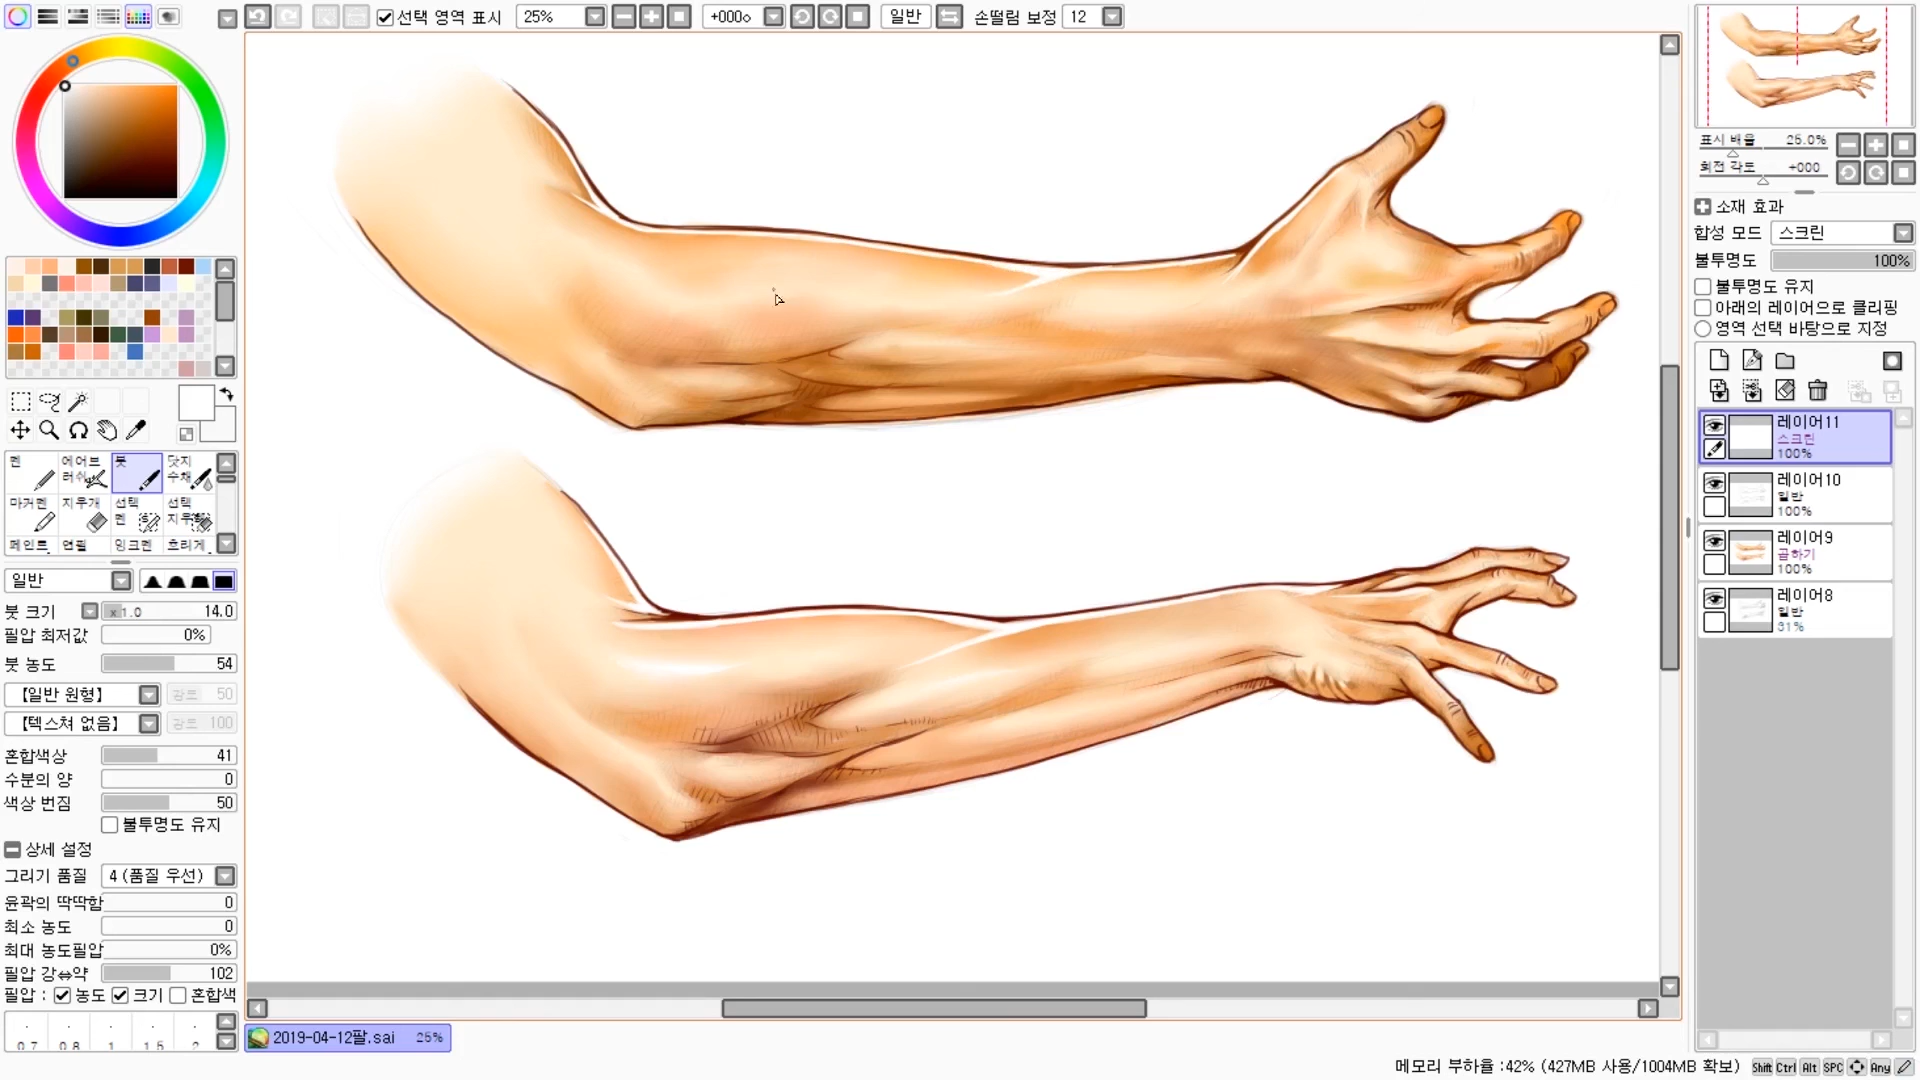 선택 영역 표시
25%
+000◇
일반
손떨림 보정
12
표시 배율
25.0%
회전 각도
+000
소재 효과
합성 모드
스크린
불투명도
100%
불투명도 유지
아래의 레이어으로 클리핑
영역 선택 바탕으로 지정
레이어11
스크린
100%
레이어10
일반
100%
레이어9
곱하기
100%
레이어8
일반
31%
펜
에어브러쉬
붓
닷지 수채
마커펜
지우개
선택펜
선택 지우
페인트
연필
잉크펜
흐리게
일반
붓 크기
x1.0
14.0
필압 최저값
0%
붓 농도
54
【일반 원형】
강도
50
【텍스쳐 없음】
강도
100
혼합색상
41
수분의 양
0
색상 번짐
50
불투명도 유지
상세 설정
그리기 품질
4 (품질 우선)
윤곽의 딱딱함
0
최소 농도
0
최대 농도필압
0%
필압 강⇔약
102
필압 : 농도 크기 혼합색
0.7 0.8 1 1.5 2
2019-04-12팔.sai 25%
메모리 부하율 :42% (427MB 사용/1004MB 확보)
Shift Ctrl Alt SPC Any